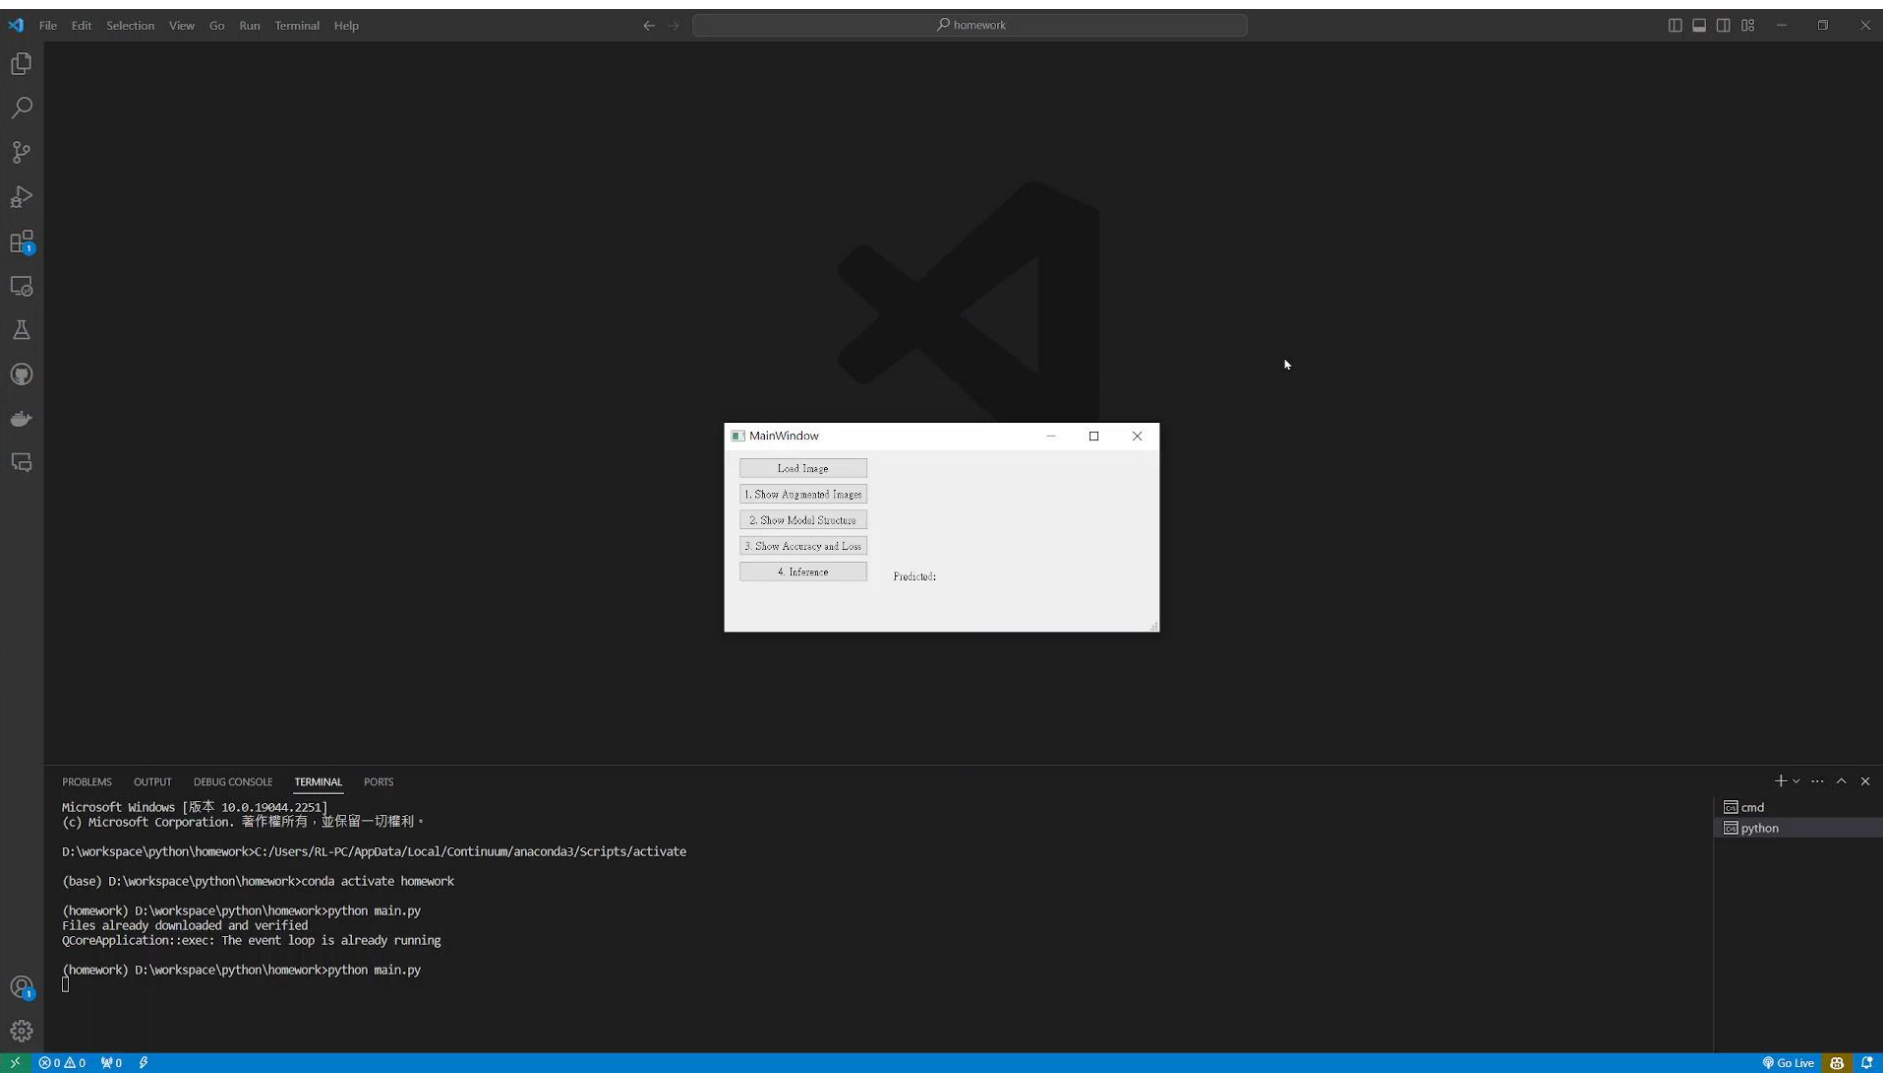 File Edit Selection View Go Run Terminal Help
homework
1
MainWindow
Load Image
1. Show Augmented Images
2. Show Model Structure
3. Show Accuracy and Loss
4. Inference
Predicted:
PROBLEMS OUTPUT DEBUG CONSOLE TERMINAL PORTS
Microsoft Windows [版本 10.0.19044.2251]
(c) Microsoft Corporation. 著作權所有，並保留一切權利。
D:\workspace\python\homework>C:/Users/RL-PC/AppData/Local/Continuum/anaconda3/Scripts/activate
(base) D:\workspace\python\homework>conda activate homework
(homework) D:\workspace\python\homework>python main.py
Files already downloaded and verified
QCoreApplication::exec: The event loop is already running
(homework) D:\workspace\python\homework>python main.py
cmd
python
1
0 0 0
Go Live